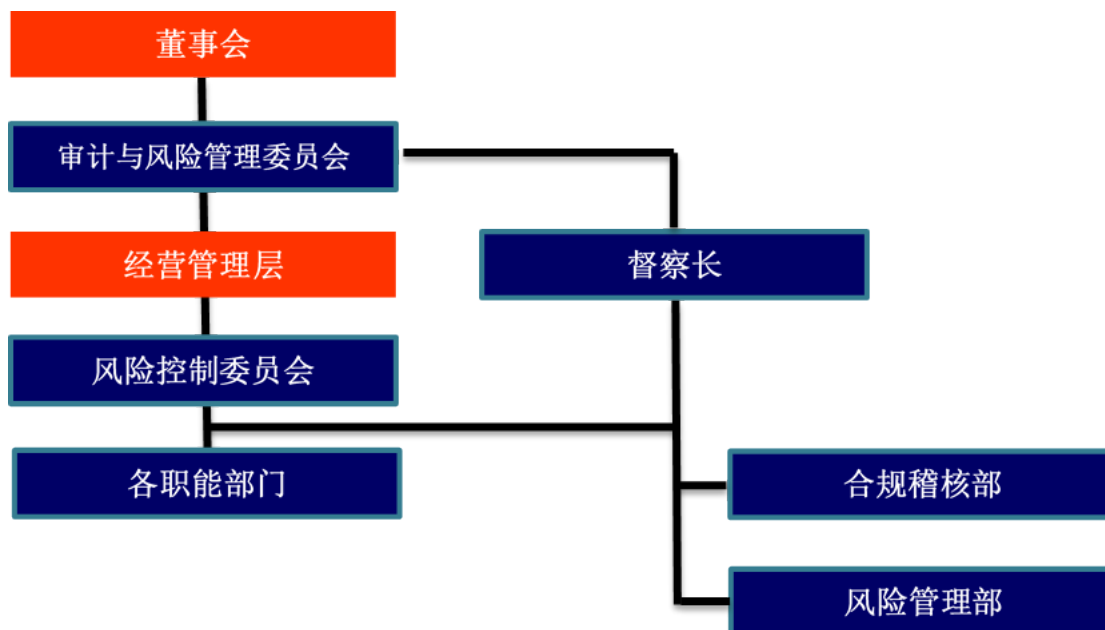 董事会
审计与风险管理委员会
经营管理层
督察长
风险控制委员会
各职能部门
合规稽核部
风险管理部